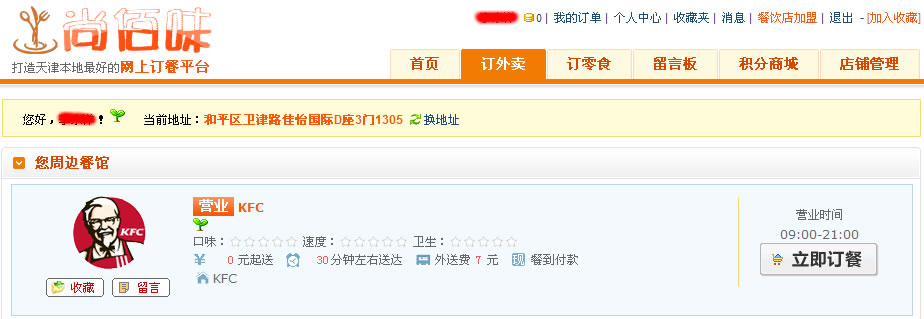 尚佰味
打造天津本地最好的网上订餐平台
0 | 我的订单 | 个人中心 | 收藏夹 | 消息 | 餐饮店加盟 | 退出 - [加入收藏]
首页 订外卖 订零食 留言板 积分商城 店铺管理
您好， ！ 当前地址：和平区卫津路佳怡国际D座3门1305 换地址
您周边餐馆
KFC
收藏 留言
营业 KFC
口味： 速度： 卫生：
¥ 0 元起送 30分钟左右送达 外送费 7 元 现 餐到付款
KFC
营业时间
09:00-21:00
立即订餐